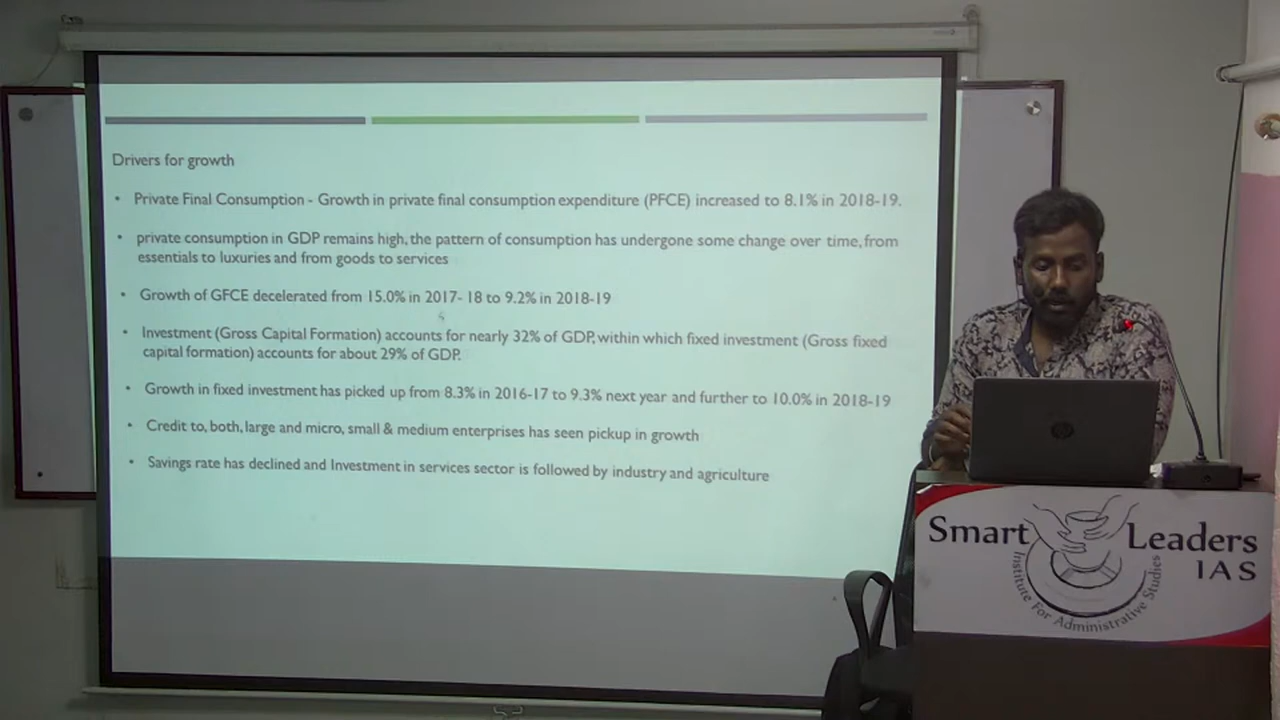 Drivers for growth
• Private Final Consumption - Growth in private final consumption expenditure (PFCE) increased to 8.1% in 2018-19.
• private consumption in GDP remains high, the pattern of consumption has undergone some change over time, from
essentials to luxuries and from goods to services
• Growth of GFCE decelerated from 15.0% in 2017- 18 to 9.2% in 2018-19
• Investment (Gross Capital Formation) accounts for nearly 32% of GDP, within which fixed investment (Gross fixed
capital formation) accounts for about 29% of GDP.
• Growth in fixed investment has picked up from 8.3% in 2016-17 to 9.3% next year and further to 10.0% in 2018-19
• Credit to, both, large and micro, small & medium enterprises has seen pickup in growth
• Savings rate has declined and Investment in services sector is followed by industry and agriculture
hp
Smart Leaders
IAS
Institute For Administrative Studies